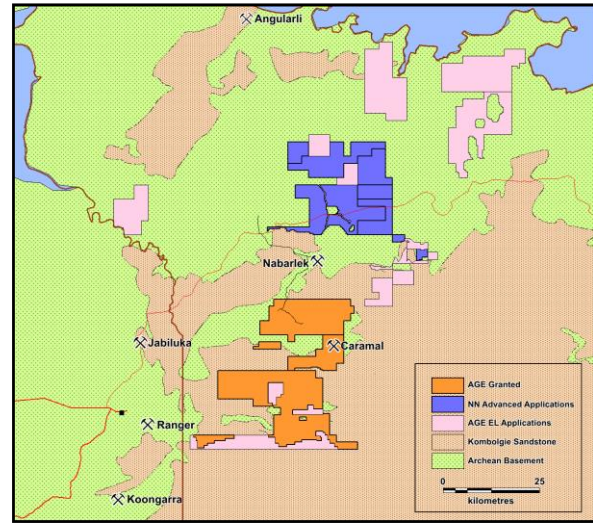 Angularli
Nabarlek
Jabiluka
Caramal
Ranger
Koongarra
AGE Granted
NN Advanced Applications
AGE EL Applications
Kombolgie Sandstone
Archean Basement
0 25
kilometres